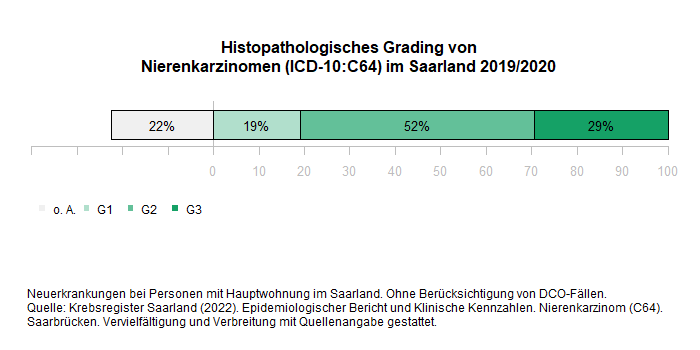 Histopathologisches Grading von
Nierenkarzinomen (ICD-10:C64) im Saarland 2019/2020
22% 19% 52% 29%
0 10 20 30 40 50 60 70 80 90 100
o. A. G1 G2 G3
Neuerkrankungen bei Personen mit Hauptwohnung im Saarland. Ohne Berücksichtigung von DCO-Fällen.
Quelle: Krebsregister Saarland (2022). Epidemiologischer Bericht und Klinische Kennzahlen. Nierenkarzinom (C64).
Saarbrücken. Vervielfältigung und Verbreitung mit Quellenangabe gestattet.